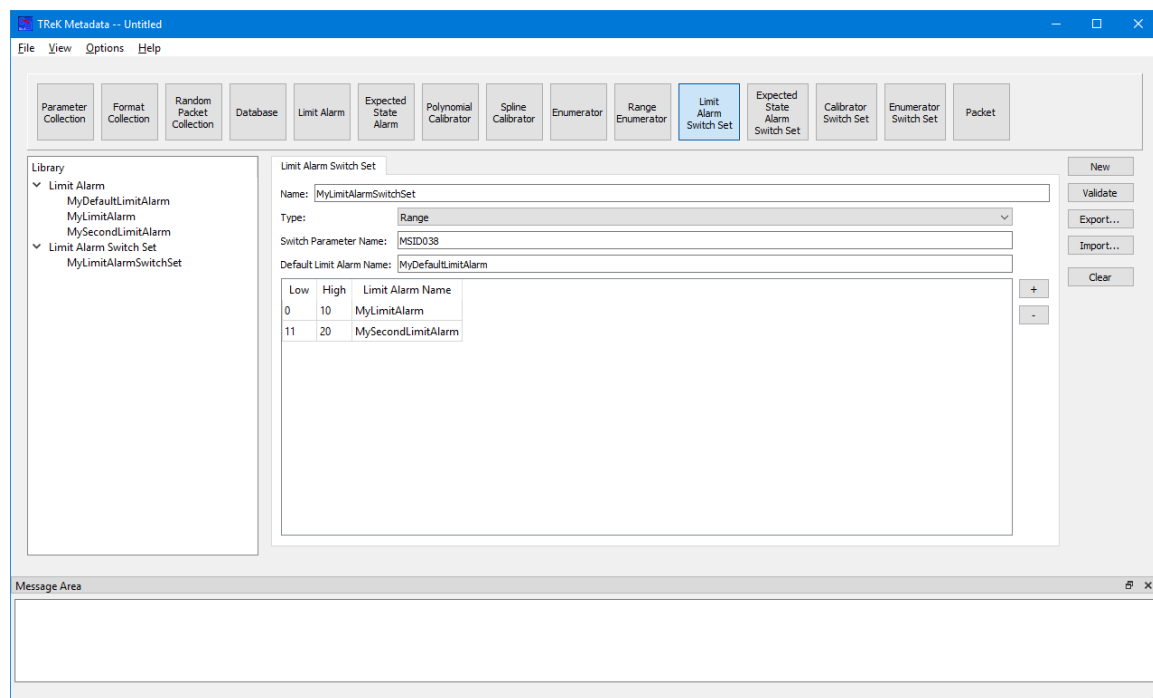 TReK Metadata -- Untitled
File View Options Help
Parameter Collection
Format Collection
Random Packet Collection
Database
Limit Alarm
Expected State Alarm
Polynomial Calibrator
Spline Calibrator
Enumerator
Range Enumerator
Limit Alarm Switch Set
Expected State Alarm Switch Set
Calibrator Switch Set
Enumerator Switch Set
Packet
Library
Limit Alarm
MyDefaultLimitAlarm
MyLimitAlarm
MySecondLimitAlarm
Limit Alarm Switch Set
MyLimitAlarmSwitchSet
Limit Alarm Switch Set
Name: MyLimitAlarmSwitchSet
Type: Range
Switch Parameter Name: MSID038
Default Limit Alarm Name: MyDefaultLimitAlarm
Low High Limit Alarm Name
0 10 MyLimitAlarm
11 20 MySecondLimitAlarm
+
-
New
Validate
Export...
Import...
Clear
Message Area